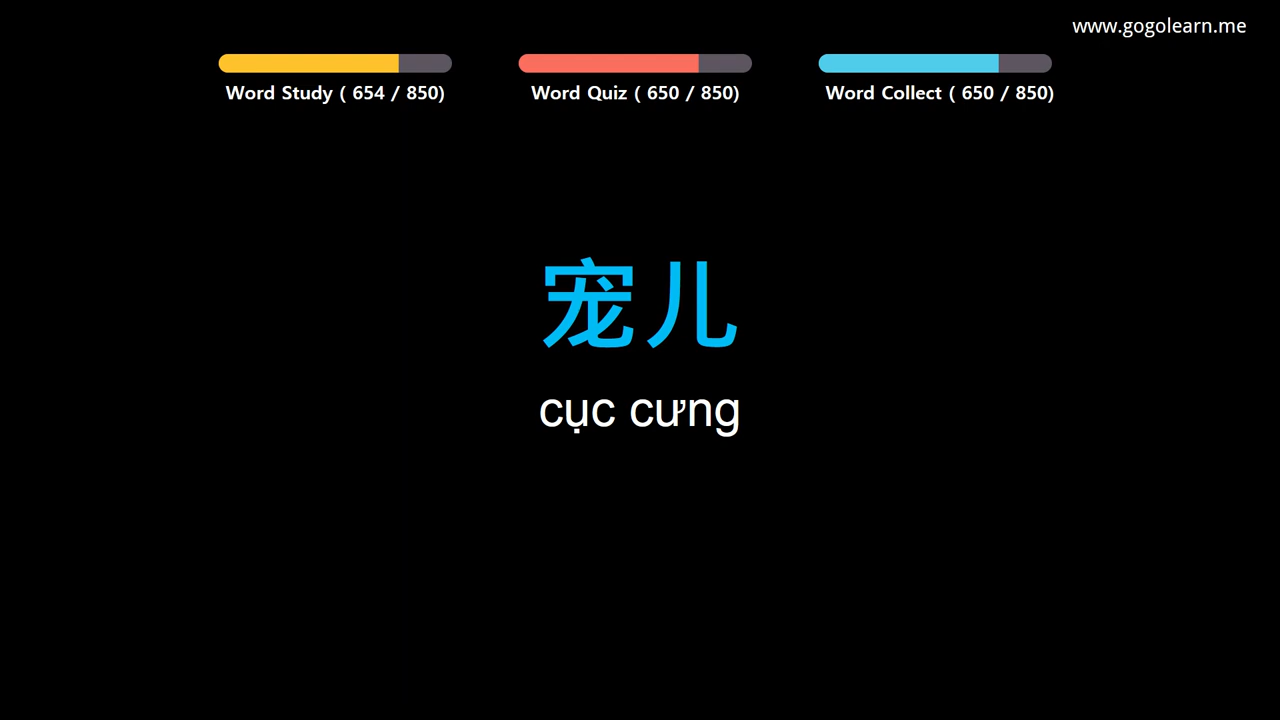 www.gogolearn.me
Word Study ( 654 / 850)
Word Quiz ( 650 / 850)
Word Collect ( 650 / 850)
宠儿
cục cưng